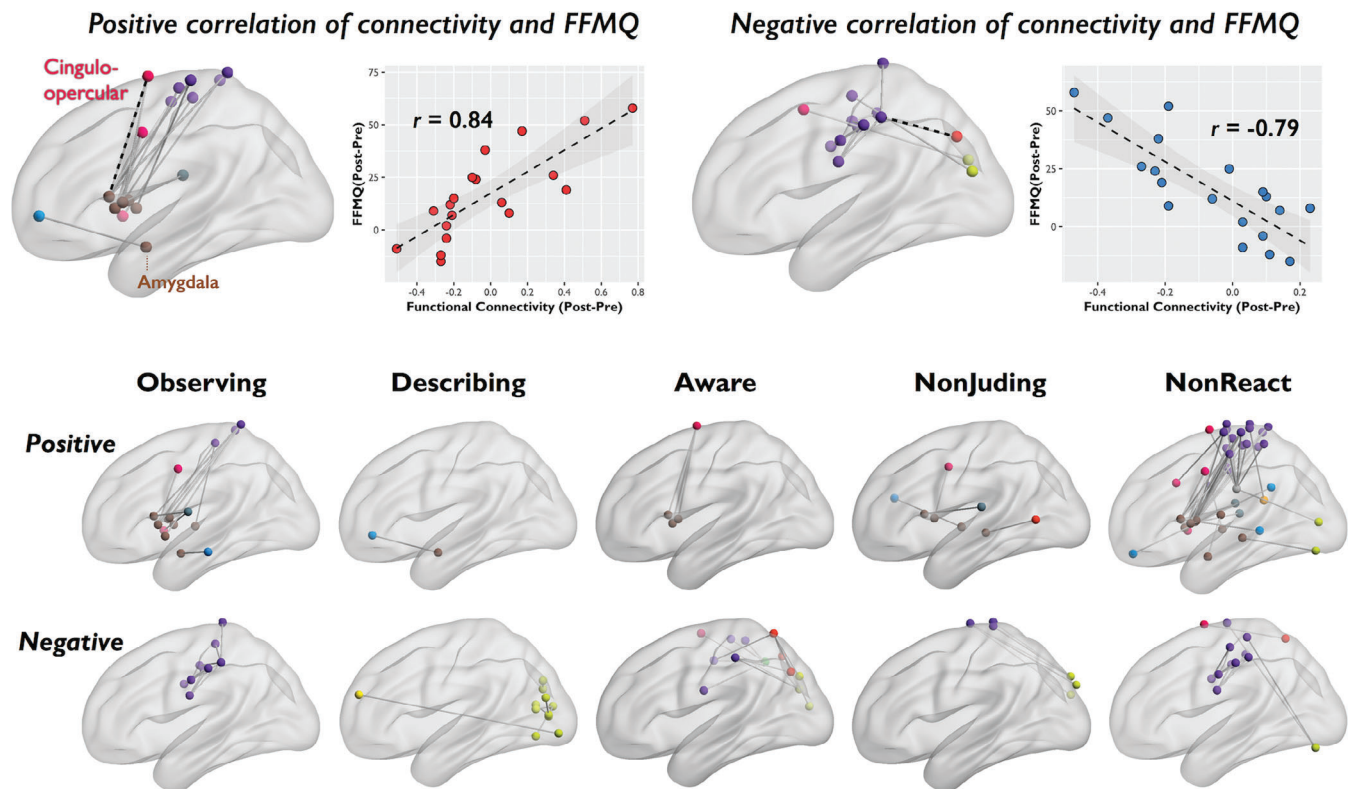 Positive correlation of connectivity and FFMQ
Negative correlation of connectivity and FFMQ
Cingulo-
opercular
Amygdala
r = 0.84
FFMQ(Post-Pre)
75
50
25
0
-0.4
-0.2
0.0
0.2
0.4
0.6
0.8
Functional Connectivity (Post-Pre)
r = -0.79
FFMQ(Post-Pre)
50
25
0
-0.4
-0.2
0.0
0.2
Functional Connectivity (Post-Pre)
Observing
Describing
Aware
NonJuding
NonReact
Positive
Negative